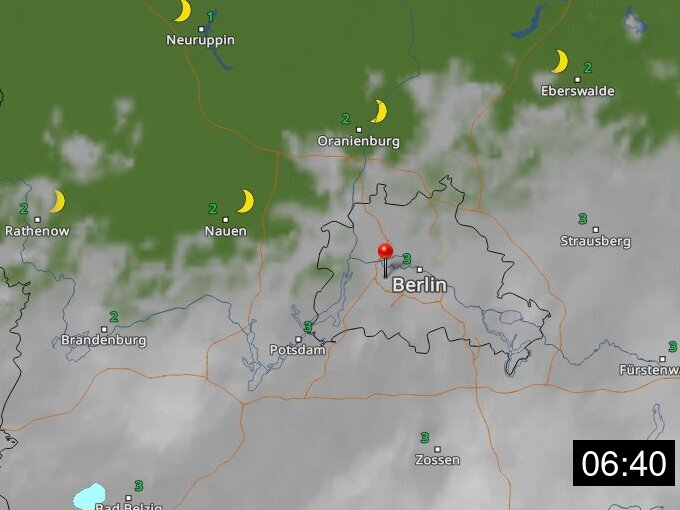 1
Neuruppin
2
Eberswalde
2
Oranienburg
2
Rathenow
2
Nauen
3
Strausberg
3
Berlin
2
Brandenburg
3
Potsdam
3
Fürstenwa
3
Zossen
06:40
3
Bad Belzig